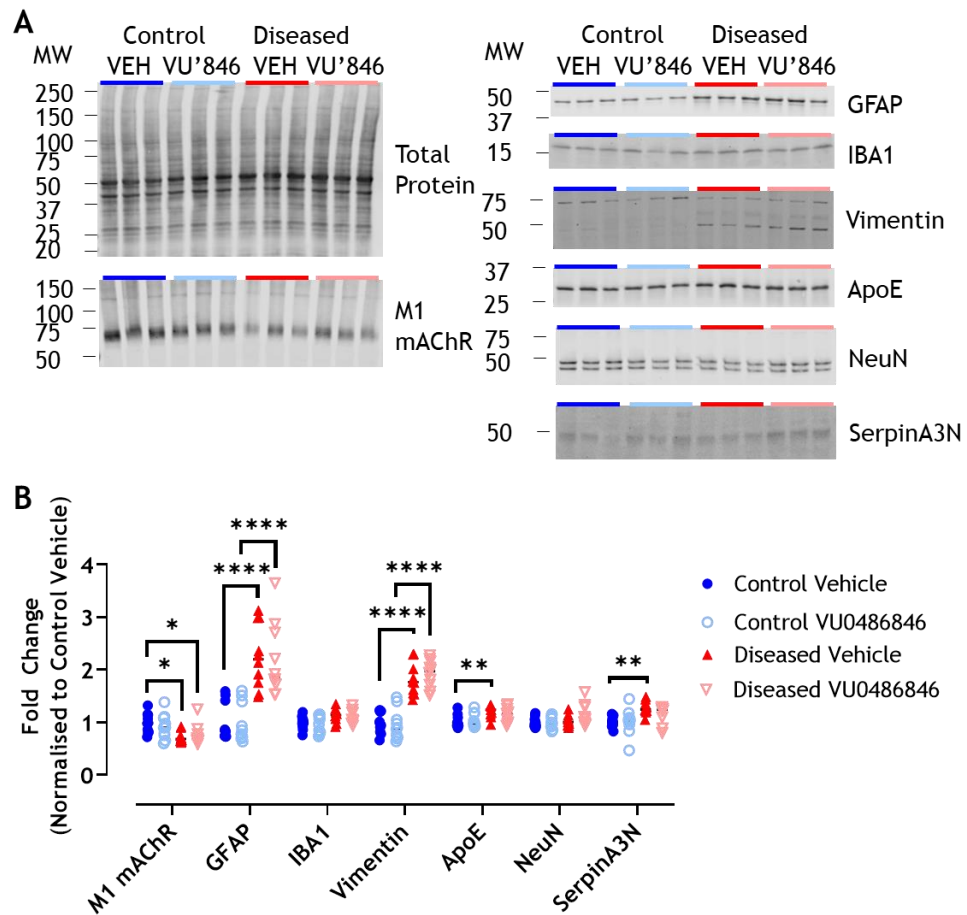 A
MW
Control
Diseased
VEH VU'846 VEH VU'846
250
150
100
75
50
37
25
20
Total
Protein
150
100
75
50
M1
mAChR
MW
Control
Diseased
VEH VU'846 VEH VU'846
50
37
GFAP
15
IBA1
75
50
Vimentin
37
25
ApoE
75
50
NeuN
50
SerpinA3N
B
Fold Change
(Normalised to Control Vehicle)
4
3
2
1
0
*
*
****
****
****
****
**
**
M1 mAChR
GFAP
IBA1
Vimentin
ApoE
NeuN
SerpinA3N
Control Vehicle
Control VU0486846
Diseased Vehicle
Diseased VU0486846